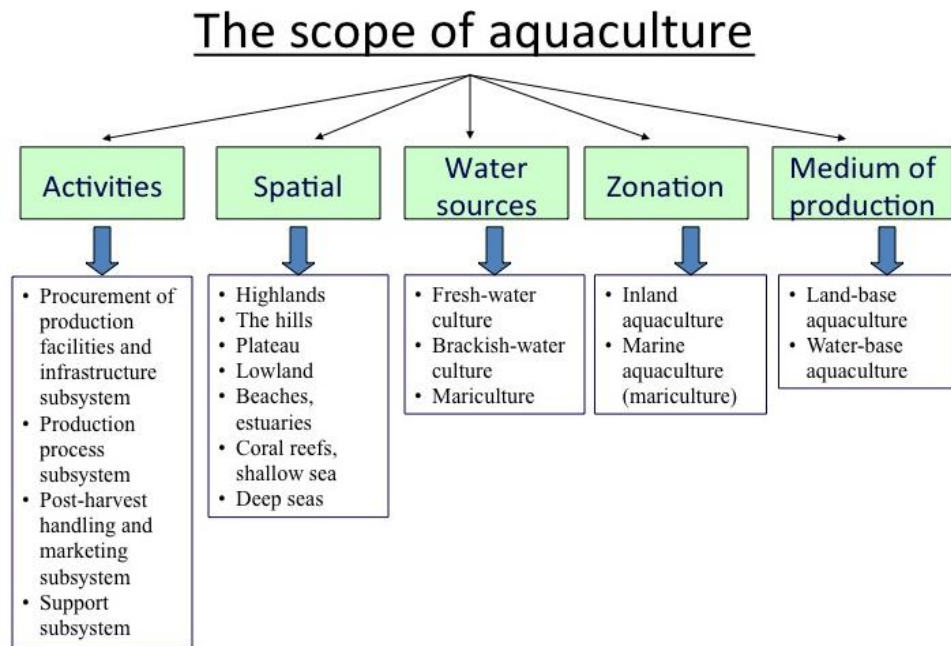 The scope of aquaculture
Activities
Spatial
Water
sources
Zonation
Medium of
production
• Procurement of
production
facilities and
infrastructure
subsystem
• Production
process
subsystem
• Post-harvest
handling and
marketing
subsystem
• Support
subsystem
• Highlands
• The hills
• Plateau
• Lowland
• Beaches,
estuaries
• Coral reefs,
shallow sea
• Deep seas
• Fresh-water
culture
• Brackish-water
culture
• Mariculture
• Inland
aquaculture
• Marine
aquaculture
(mariculture)
• Land-base
aquaculture
• Water-base
aquaculture